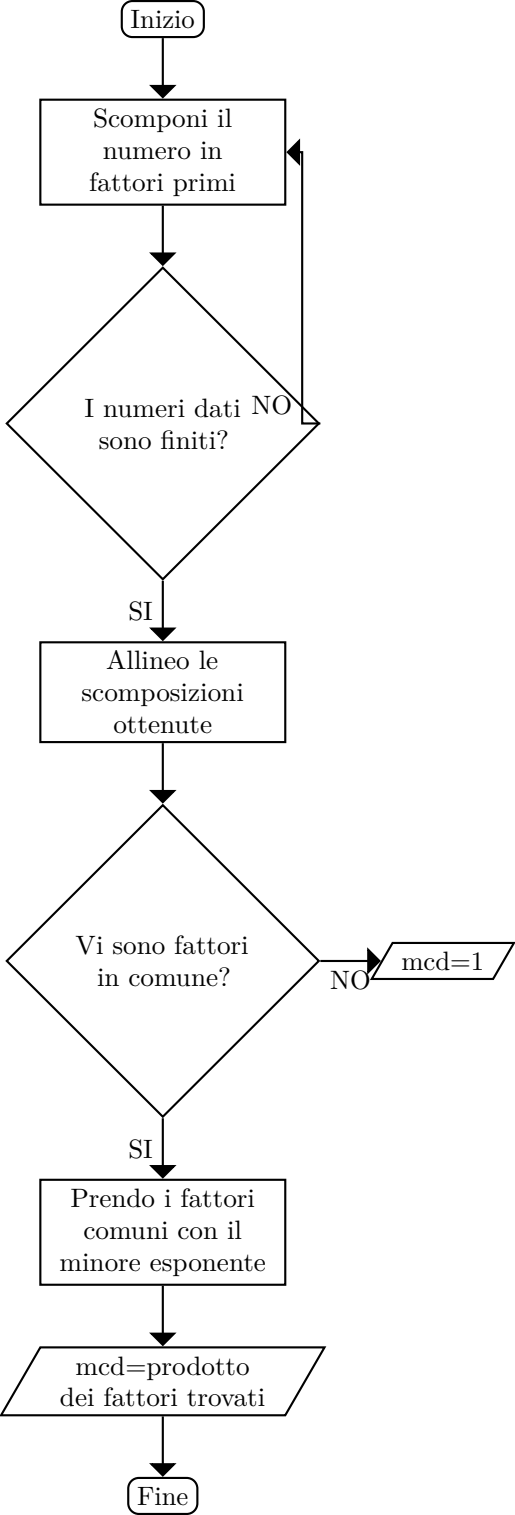 Inizio
Scomponi il
numero in
fattori primi
I numeri dati
sono finiti?
NO
SI
Allineo le
scomposizioni
ottenute
Vi sono fattori
in comune?
NO
mcd=1
SI
Prendo i fattori
comuni con il
minore esponente
mcd=prodotto
dei fattori trovati
Fine